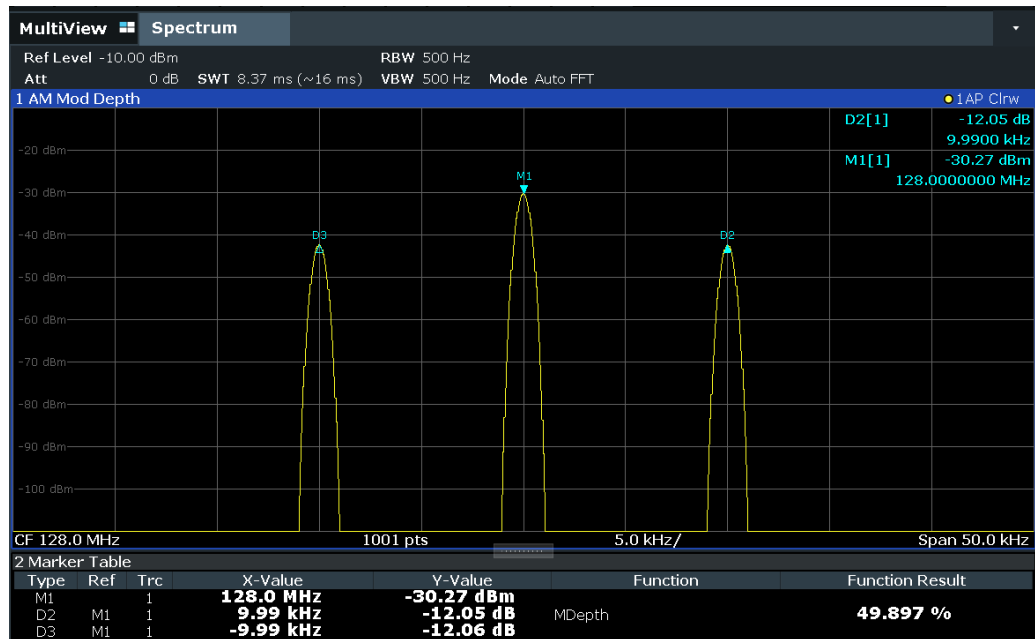 MultiView Spectrum
Ref Level -10.00 dBm RBW 500 Hz
Att 0 dB SWT 8.37 ms (~16 ms) VBW 500 Hz Mode Auto FFT
1 AM Mod Depth 1AP Clrw
D2[1] -12.05 dB
9.9900 kHz
M1[1] -30.27 dBm
128.0000000 MHz
-20 dBm
M1
-30 dBm
-40 dBm
D3 D2
-50 dBm
-60 dBm
-70 dBm
-80 dBm
-90 dBm
-100 dBm
CF 128.0 MHz 1001 pts 5.0 kHz/ Span 50.0 kHz
2 Marker Table
Type Ref Trc X-Value Y-Value Function Function Result
M1 1 128.0 MHz -30.27 dBm
D2 M1 1 9.99 kHz -12.05 dB MDepth 49.897 %
D3 M1 1 -9.99 kHz -12.06 dB